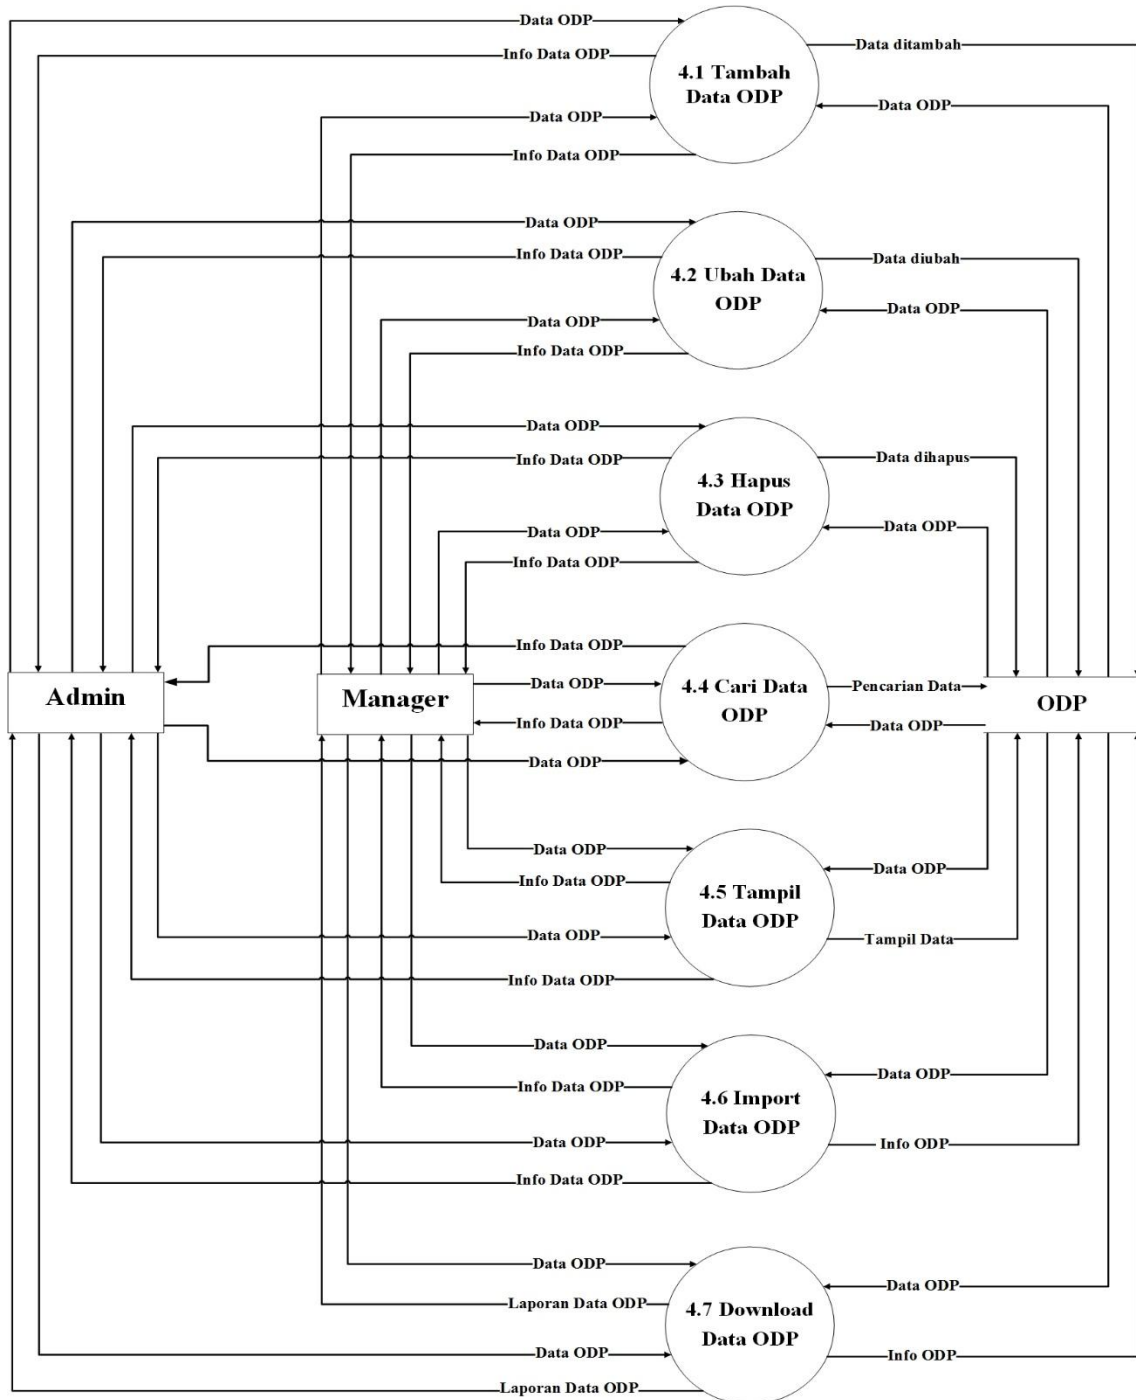 Data ODP
Info Data ODP
Data ditambah
4.1 Tambah
Data ODP
Data ODP
Data ODP
Info Data ODP
Data ODP
Info Data ODP
Data diubah
4.2 Ubah Data
ODP
Data ODP
Data ODP
Info Data ODP
Data ODP
Info Data ODP
Data dihapus
4.3 Hapus
Data ODP
Data ODP
Data ODP
Info Data ODP
Info Data ODP
Admin
Manager
Data ODP
4.4 Cari Data
ODP
Pencarian Data
ODP
Info Data ODP
Data ODP
Data ODP
Data ODP
Info Data ODP
Data ODP
4.5 Tampil
Data ODP
Data ODP
Tampil Data
Info Data ODP
Data ODP
Info Data ODP
Data ODP
4.6 Import
Data ODP
Data ODP
Info ODP
Info Data ODP
Data ODP
Laporan Data ODP
Data ODP
4.7 Download
Data ODP
Data ODP
Info ODP
Laporan Data ODP